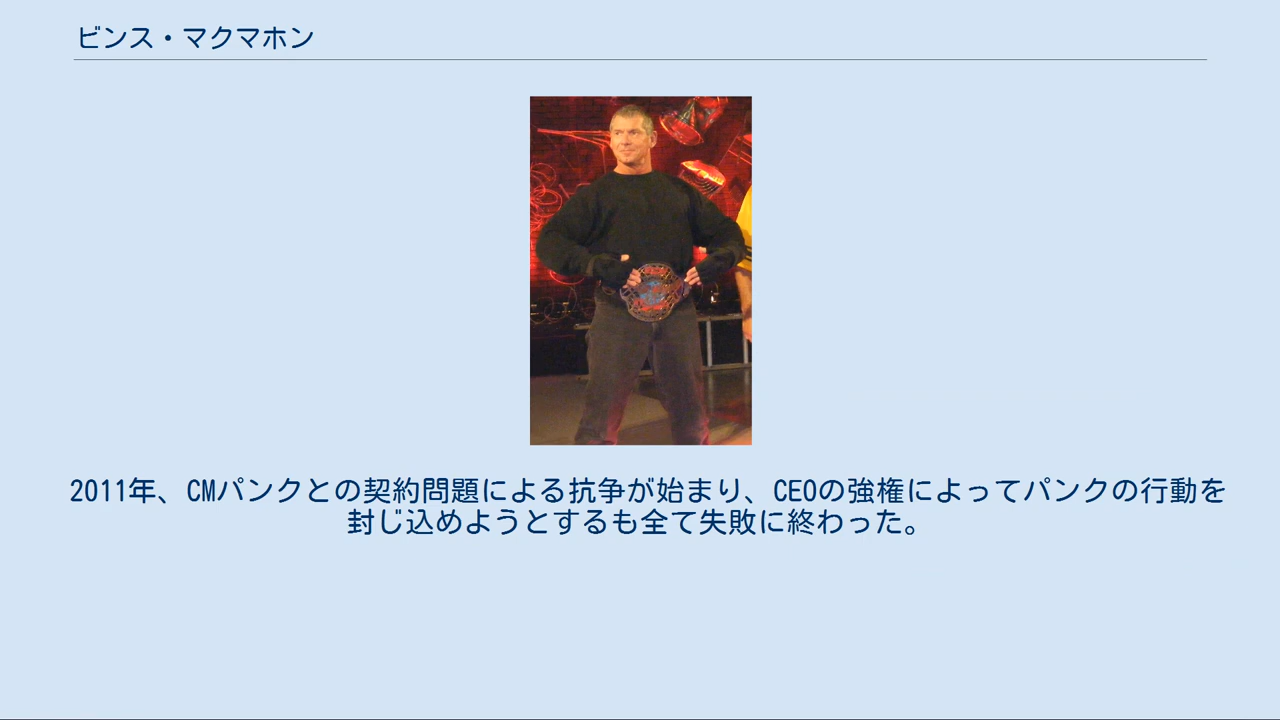 ビンス・マクマホン
2011年、CMパンクとの契約問題による抗争が始まり、CEOの強権によってパンクの行動を
封じ込めようとするも全て失敗に終わった。